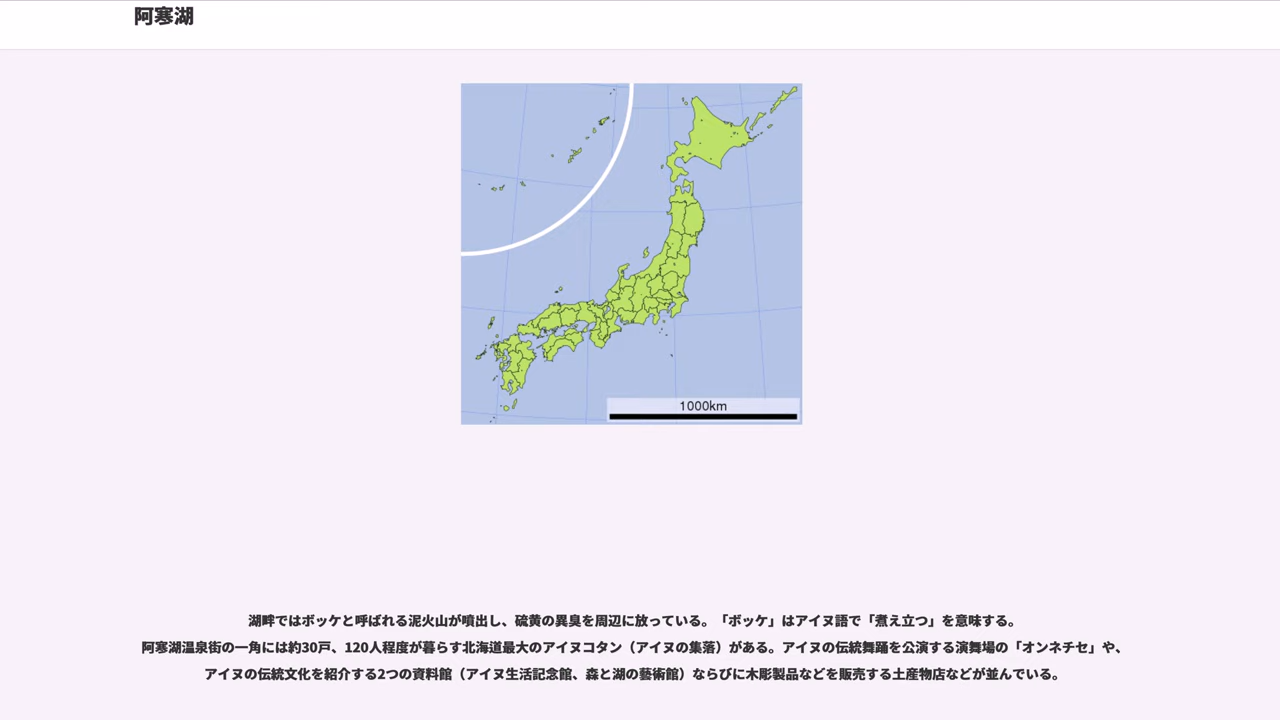 阿寒湖
1000km
湖畔ではボッケと呼ばれる泥火山が噴出し、硫黄の異臭を周辺に放っている。「ボッケ」はアイヌ語で「煮え立つ」を意味する。
阿寒湖温泉街の一角には約30戸、120人程度が暮らす北海道最大のアイヌコタン（アイヌの集落）がある。アイヌの伝統舞踊を公演する演舞場の「オンネチセ」や、
アイヌの伝統文化を紹介する2つの資料館（アイヌ生活記念館、森と湖の藝術館）ならびに木彫製品などを販売する土産物店などが並んでいる。